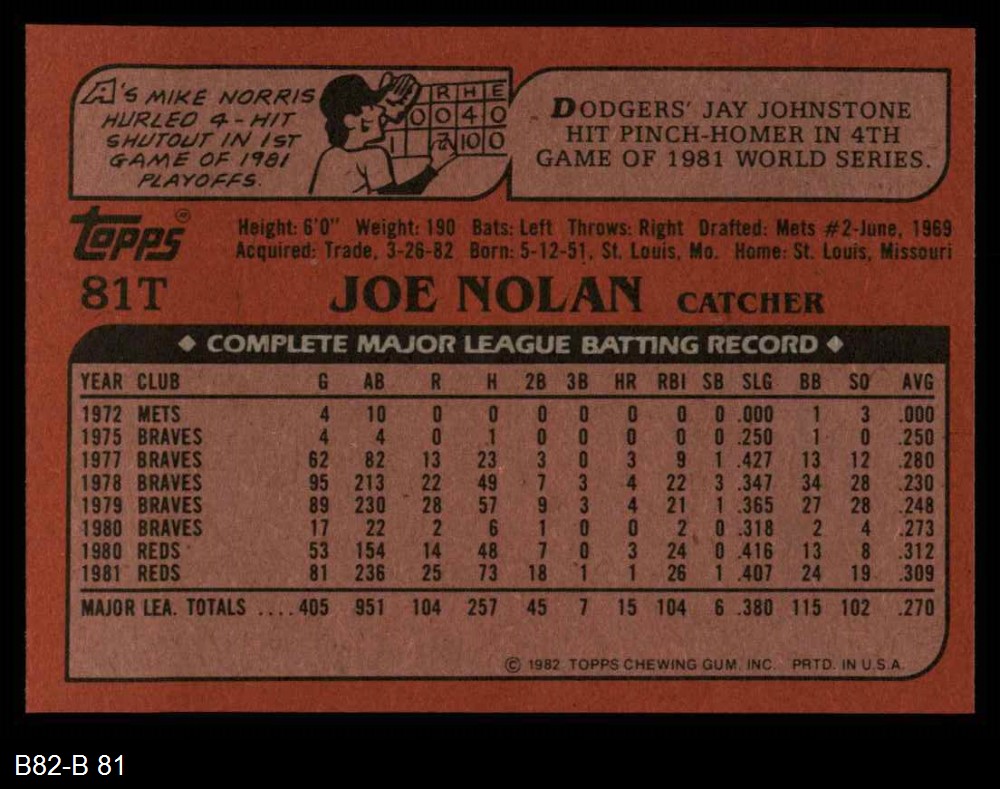 A'S MIKE NORRIS
HURLED 4-HIT
SHUTOUT IN 1ST
GAME OF 1981
PLAYOFFS.
R H E
0 0 4 0
1 2 10 0
DODGERS' JAY JOHNSTONE
HIT PINCH-HOMER IN 4TH
GAME OF 1981 WORLD SERIES.
Topps®
Height: 6'0" Weight: 190 Bats: Left Throws: Right Drafted: Mets #2-June, 1969
Acquired: Trade, 3-26-82 Born: 5-12-51, St. Louis, Mo. Home: St. Louis, Missouri
81T JOE NOLAN CATCHER
◆ COMPLETE MAJOR LEAGUE BATTING RECORD ◆
YEAR CLUB G AB R H 2B 3B HR RBI SB SLG BB SO AVG
1972 METS 4 10 0 0 0 0 0 0 0 .000 1 3 .000
1975 BRAVES 4 4 0 1 0 0 0 0 0 .250 1 0 .250
1977 BRAVES 62 82 13 23 3 0 3 9 1 .427 13 12 .280
1978 BRAVES 95 213 22 49 7 3 4 22 3 .347 34 28 .230
1979 BRAVES 89 230 28 57 9 3 4 21 1 .365 27 28 .248
1980 BRAVES 17 22 2 6 1 0 0 2 0 .318 2 4 .273
1980 REDS 53 154 14 48 7 0 3 24 0 .416 13 8 .312
1981 REDS 81 236 25 73 18 1 1 26 1 .407 24 19 .309
MAJOR LEA. TOTALS ....405 951 104 257 45 7 15 104 6 .380 115 102 .270
© 1982 TOPPS CHEWING GUM, INC. PRTD. IN U.S.A.
B82-B 81